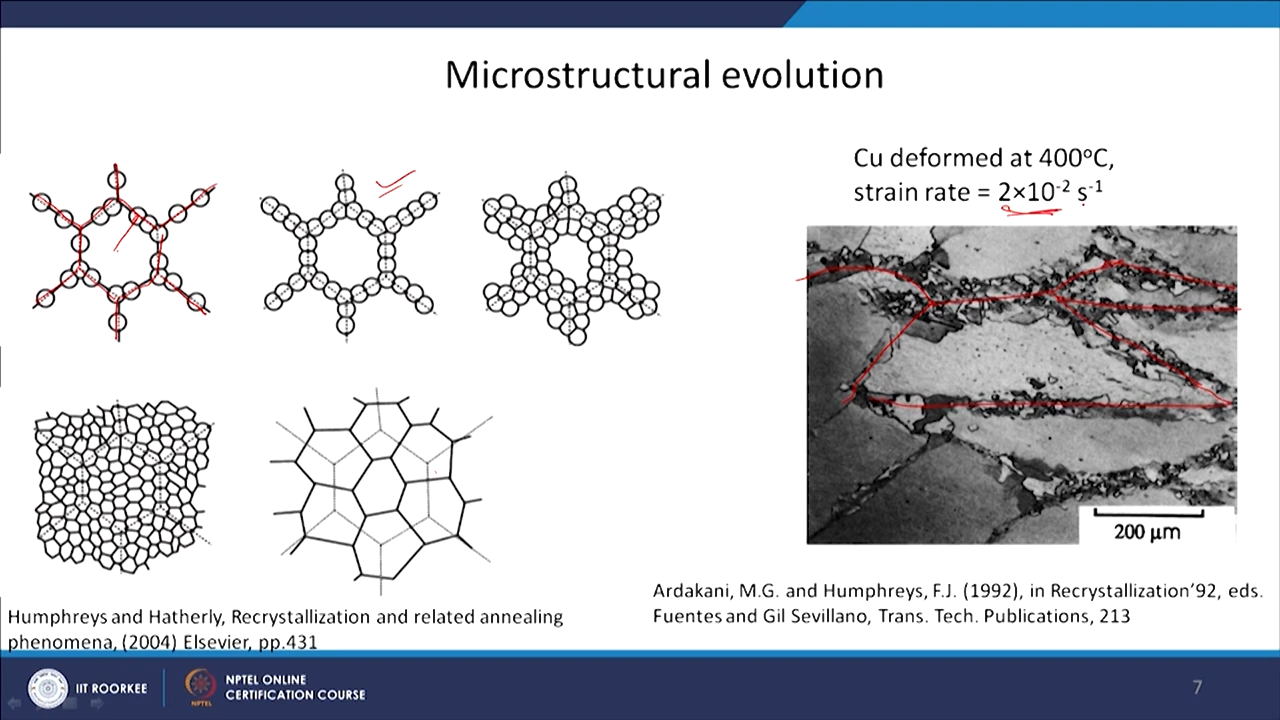 Microstructural evolution
Cu deformed at 400ºC,
strain rate = 2×10⁻² s⁻¹
200 μm
Ardakani, M.G. and Humphreys, F.J. (1992), in Recrystallization’92, eds.
Fuentes and Gil Sevillano, Trans. Tech. Publications, 213
Humphreys and Hatherly, Recrystallization and related annealing
phenomena, (2004) Elsevier, pp.431
IIT ROORKEE
NPTEL
NPTEL ONLINE
CERTIFICATION COURSE
7